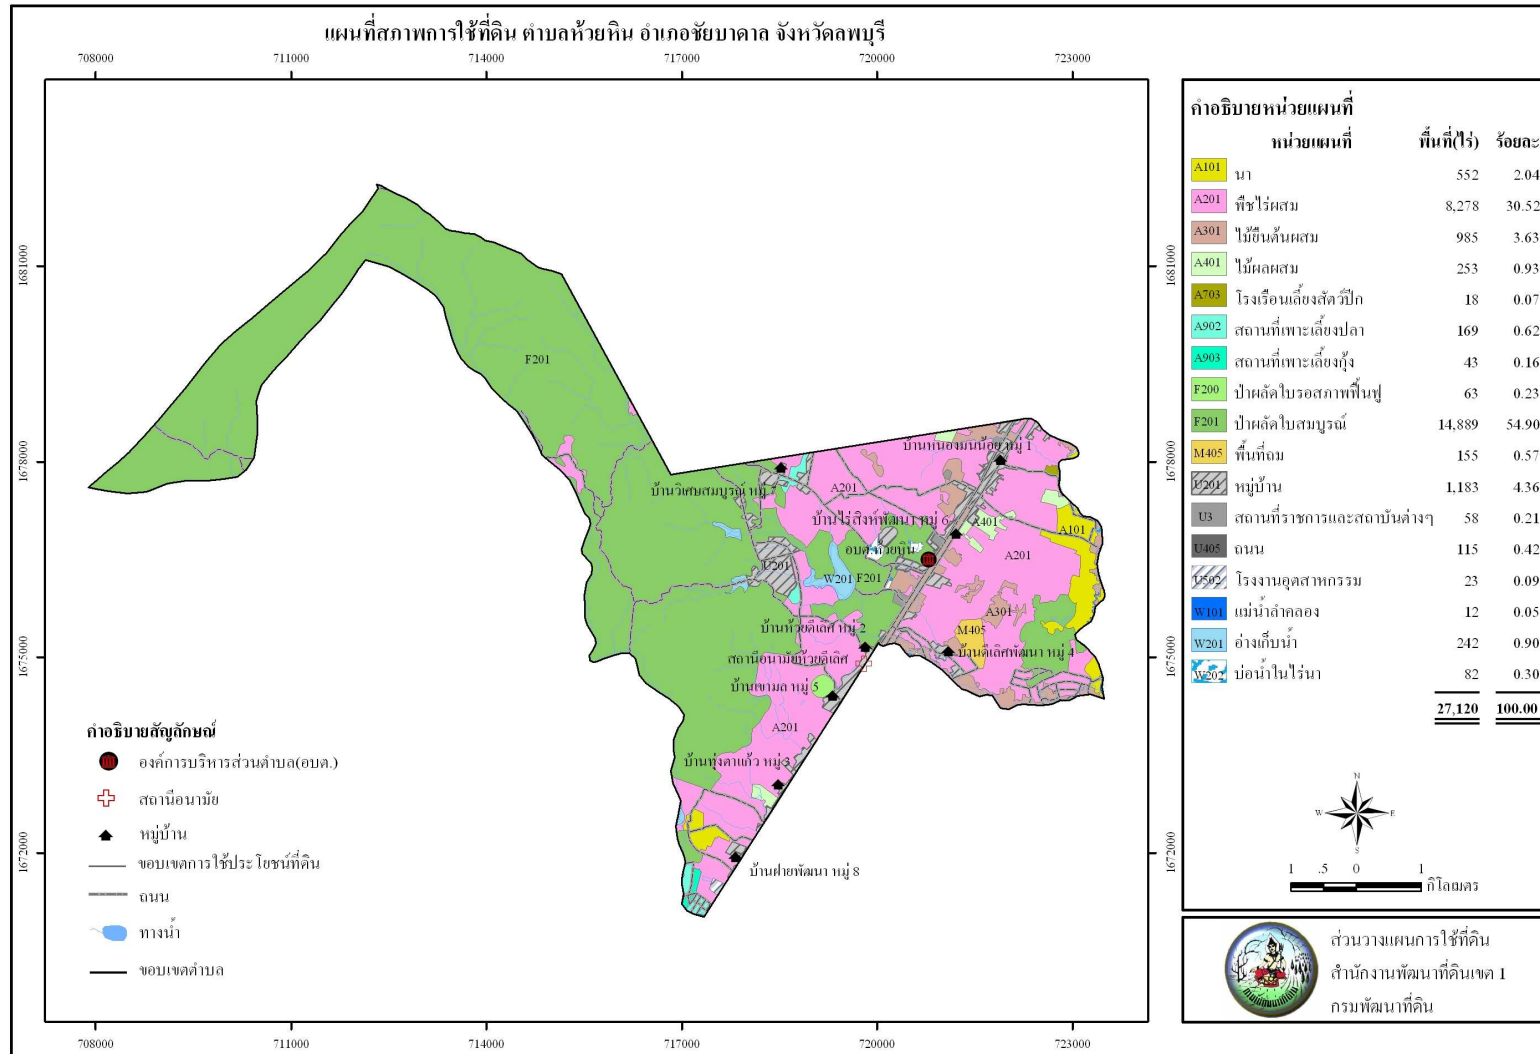 แผนที่สภาพการใช้ที่ดิน ตำบลห้วยหิน อำเภอชัยบาดาล จังหวัดลพบุรี
708000 711000 714000 717000 720000 723000
1681000 1681000
1678000 1678000
1675000 1675000
1672000 1672000
F201
บ้านหนองมนน้อย หมู่ 1
บ้านวิเศษสมบูรณ์ หมู่ 7
A201
บ้านไร่สิงห์พัฒนา หมู่ 6
A401
A101
อบต.ห้วยหิน
A201
U201
W201
F201
A301
M405
บ้านห้วยดีเลิศ หมู่ 2
สถานีอนามัยห้วยดีเลิศ
บ้านดีเลิศพัฒนา หมู่ 4
บ้านเขามล หมู่ 5
A201
บ้านทุ่งตาแก้ว หมู่ 3
บ้านฝายพัฒนา หมู่ 8
708000 711000 714000 717000 720000 723000
คำอธิบายสัญลักษณ์
องค์การบริหารส่วนตำบล(อบต.)
สถานีอนามัย
หมู่บ้าน
ขอบเขตการใช้ประโยชน์ที่ดิน
ถนน
ทางน้ำ
ขอบเขตตำบล
คำอธิบายหน่วยแผนที่
หน่วยแผนที่ พื้นที่(ไร่) ร้อยละ
A101 นา 552 2.04
A201 พืชไร่ผสม 8,278 30.52
A301 ไม้ยืนต้นผสม 985 3.63
A401 ไม้ผลผสม 253 0.93
A703 โรงเรือนเลี้ยงสัตว์ปีก 18 0.07
A902 สถานที่เพาะเลี้ยงปลา 169 0.62
A903 สถานที่เพาะเลี้ยงกุ้ง 43 0.16
F200 ป่าผลัดใบรอสภาพฟื้นฟู 63 0.23
F201 ป่าผลัดใบสมบูรณ์ 14,889 54.90
M405 พื้นที่ถม 155 0.57
U201 หมู่บ้าน 1,183 4.36
U3 สถานที่ราชการและสถาบันต่างๆ 58 0.21
U405 ถนน 115 0.42
U502 โรงงานอุตสาหกรรม 23 0.09
W101 แม่น้ำลำคลอง 12 0.05
W201 อ่างเก็บน้ำ 242 0.90
W202 บ่อน้ำในไร่นา 82 0.30
27,120 100.00
N
W E
S
1 .5 0 1 กิโลเมตร
ส่วนวางแผนการใช้ที่ดิน
สำนักงานพัฒนาที่ดินเขต 1
กรมพัฒนาที่ดิน
กรมพัฒนาที่ดิน